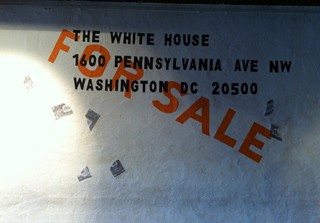 THE WHITE HOUSE
1600 PENNSYLVANIA AVE NW
WASHINGTON DC 20500
FOR SALE